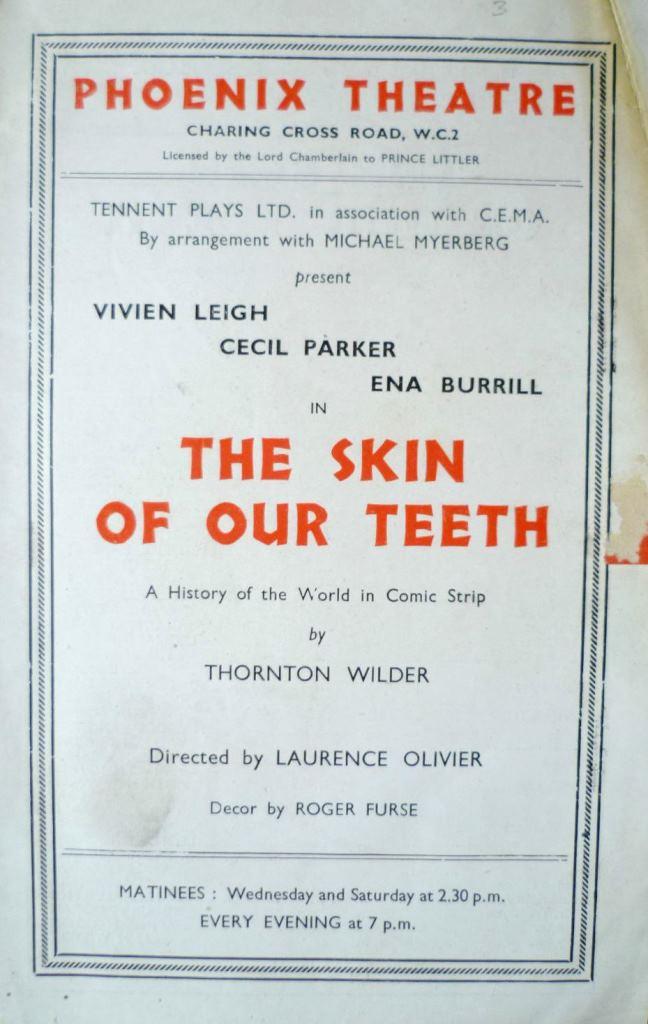 3
PHOENIX THEATRE
CHARING CROSS ROAD, W.C.2
Licensed by the Lord Chamberlain to PRINCE LITTLER
TENNENT PLAYS LTD. in association with C.E.M.A.
By arrangement with MICHAEL MYERBERG
present
VIVIEN LEIGH
CECIL PARKER
ENA BURRILL
IN
THE SKIN
OF OUR TEETH
A History of the World in Comic Strip
by
THORNTON WILDER
Directed by LAURENCE OLIVIER
Decor by ROGER FURSE
MATINEES : Wednesday and Saturday at 2.30 p.m.
EVERY EVENING at 7 p.m.